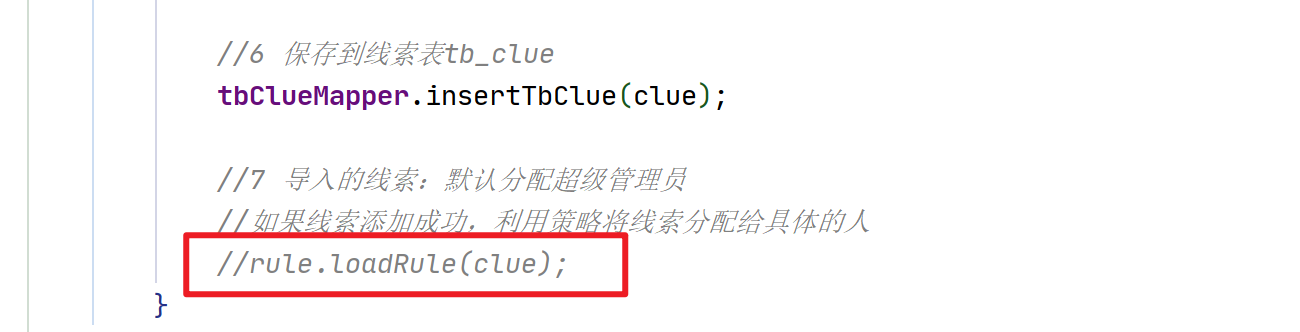 //6 保存到线索表tb_clue
tbClueMapper.insertTbClue(clue);
//7 导入的线索：默认分配超级管理员
//如果线索添加成功，利用策略将线索分配给具体的人
//rule.loadRule(clue);
}